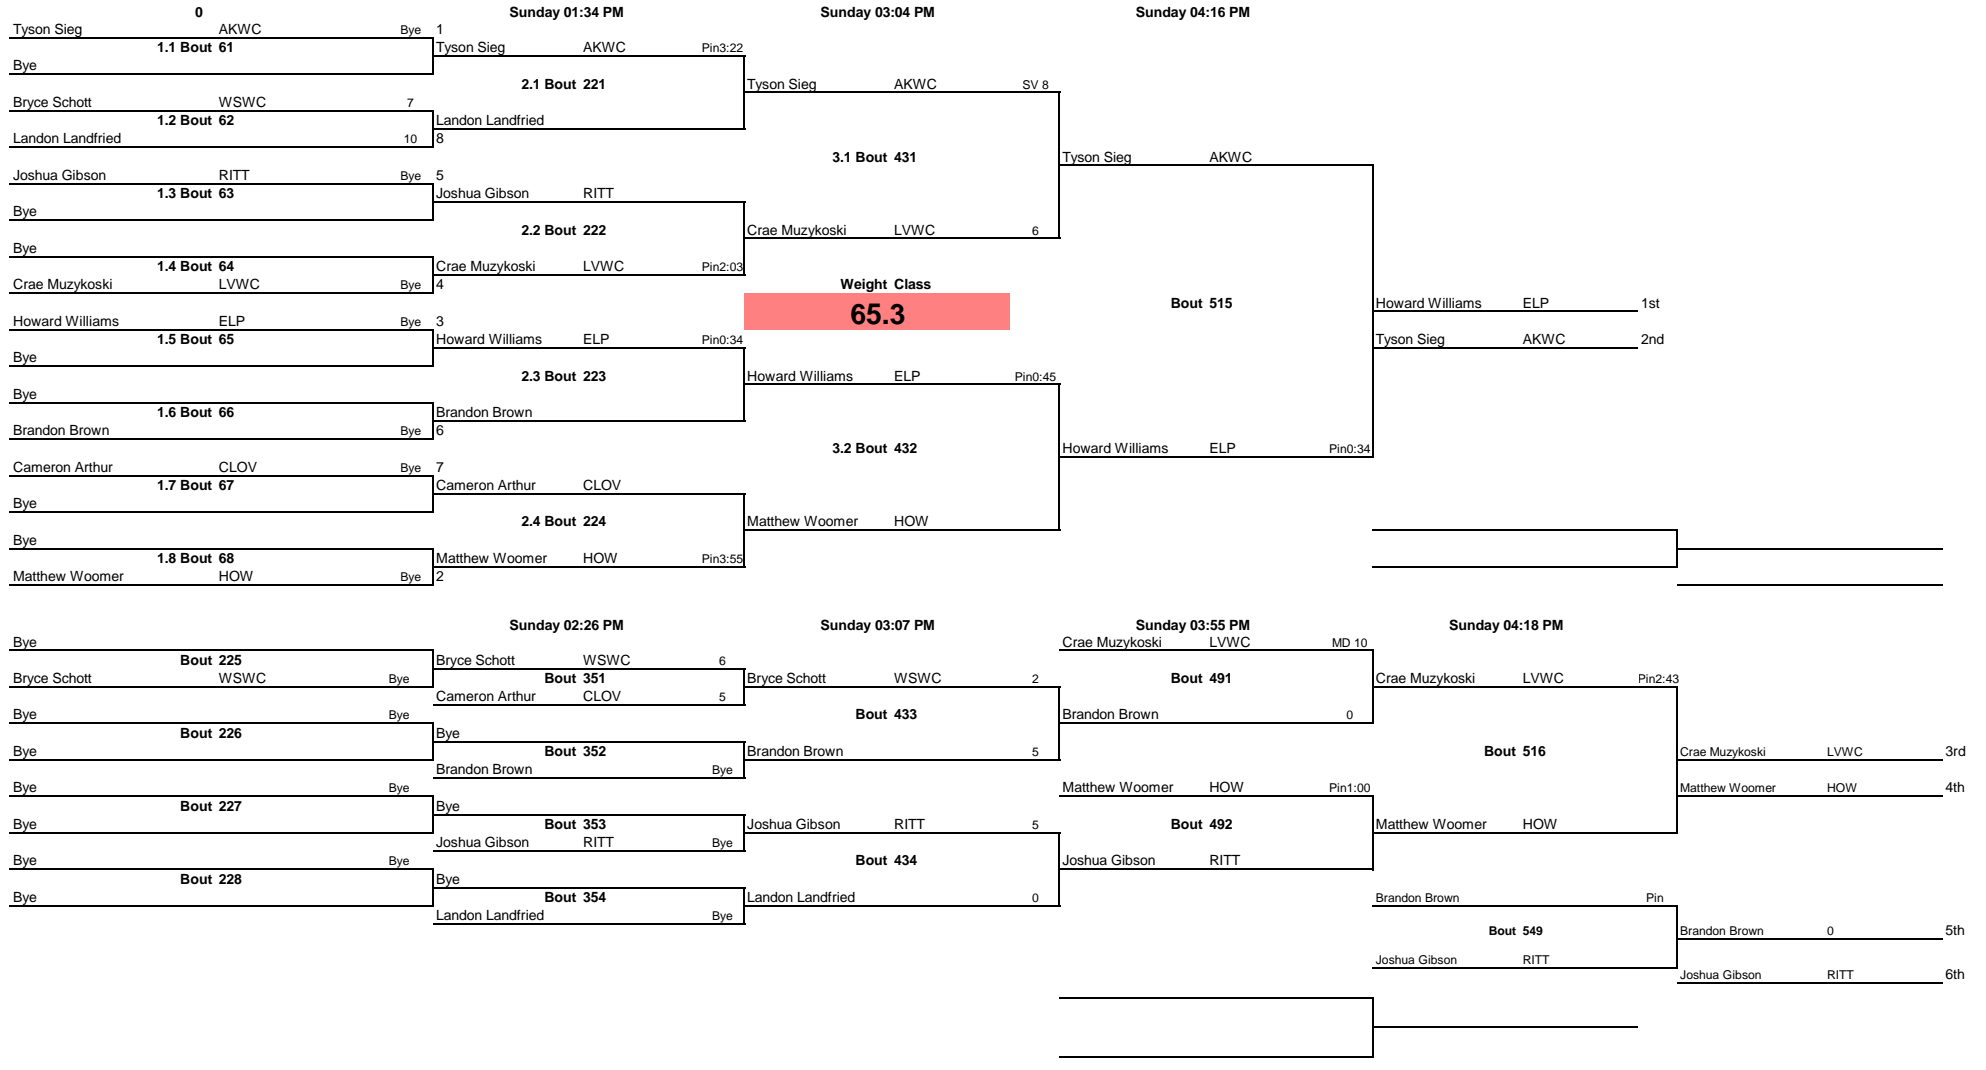 0 Sunday 01:34 PM Sunday 03:04 PM Sunday 04:16 PM
Tyson Sieg AKWC Bye 1
1.1 Bout 61 Tyson Sieg AKWC Pin3:22
Bye
2.1 Bout 221 Tyson Sieg AKWC SV 8
Bryce Schott WSWC 7
1.2 Bout 62 Landon Landfried
Landon Landfried 10 8
3.1 Bout 431 Tyson Sieg AKWC
Joshua Gibson RITT Bye 5
1.3 Bout 63 Joshua Gibson RITT
Bye
2.2 Bout 222 Crae Muzykoski LVWC 6
Bye
1.4 Bout 64 Crae Muzykoski LVWC Pin2:03
Crae Muzykoski LVWC Bye 4 Weight Class
Bout 515 Howard Williams ELP 1st
65.3
Howard Williams ELP Bye 3
1.5 Bout 65 Howard Williams ELP Pin0:34 Tyson Sieg AKWC 2nd
Bye
2.3 Bout 223 Howard Williams ELP Pin0:45
Bye
1.6 Bout 66 Brandon Brown
Brandon Brown Bye 6
3.2 Bout 432 Howard Williams ELP Pin0:34
Cameron Arthur CLOV Bye 7
1.7 Bout 67 Cameron Arthur CLOV
Bye
2.4 Bout 224 Matthew Woomer HOW
Bye
1.8 Bout 68 Matthew Woomer HOW Pin3:55
Matthew Woomer HOW Bye 2
Sunday 02:26 PM Sunday 03:07 PM Sunday 03:55 PM Sunday 04:18 PM
Bye Crae Muzykoski LVWC MD 10
Bout 225 Bryce Schott WSWC 6
Bryce Schott WSWC Bye Bout 351 Bryce Schott WSWC 2 Bout 491 Crae Muzykoski LVWC Pin2:43
Cameron Arthur CLOV 5
Bye Bye Bout 433 Brandon Brown 0
Bout 226 Bye
Bye Bout 352 Brandon Brown 5 Bout 516 Crae Muzykoski LVWC 3rd
Brandon Brown Bye
Bye Bye Matthew Woomer HOW Pin1:00 Matthew Woomer HOW 4th
Bout 227 Bye
Bye Bout 353 Joshua Gibson RITT 5 Bout 492 Matthew Woomer HOW
Joshua Gibson RITT Bye
Bye Bye Bout 434 Joshua Gibson RITT
Bout 228 Bye
Bye Bout 354 Landon Landfried 0 Brandon Brown Pin
Landon Landfried Bye
Bout 549 Brandon Brown 0 5th
Joshua Gibson RITT
Joshua Gibson RITT 6th